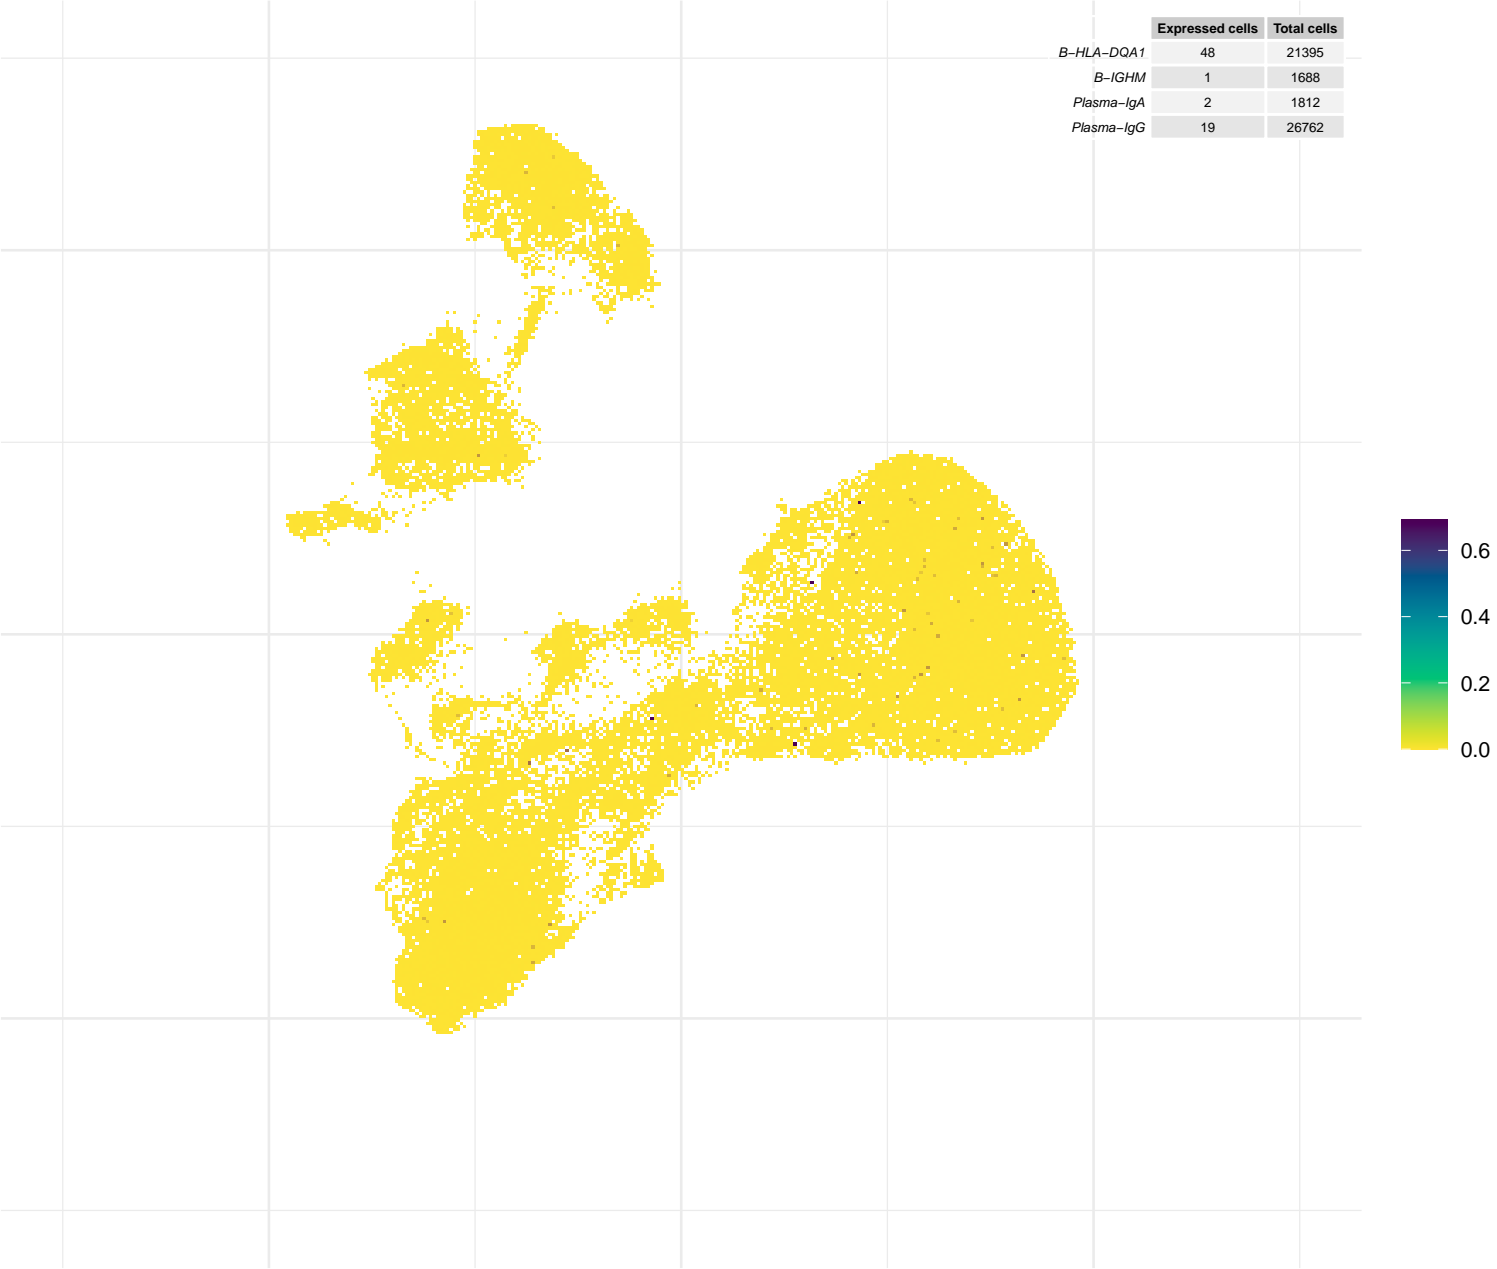 Expressed cells Total cells
B−HLA−DQA1 48 21395
B−IGHM 1 1688
Plasma−IgA 2 1812
Plasma−IgG 19 26762
0.6
0.4
0.2
0.0